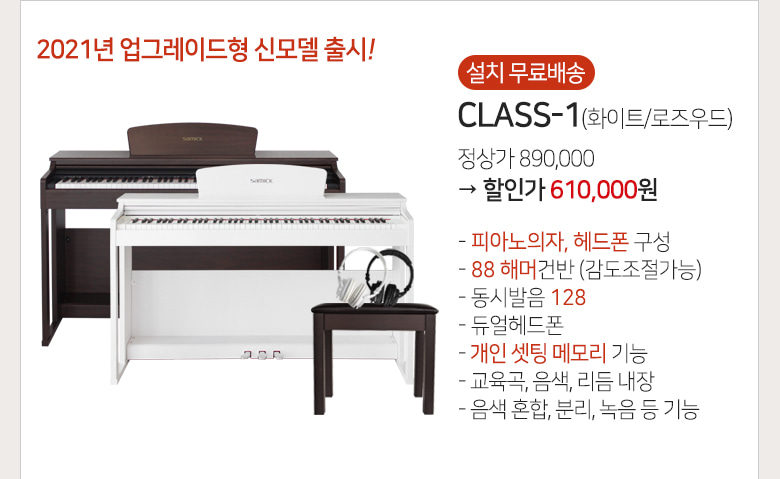 2021년 업그레이드형 신모델 출시!
설치 무료배송
CLASS-1(화이트/로즈우드)
정상가 890,000
→ 할인가 610,000원
- 피아노의자, 헤드폰 구성
- 88 해머건반 (감도조절가능)
- 동시발음 128
- 듀얼헤드폰
- 개인 셋팅 메모리 기능
- 교육곡, 음색, 리듬 내장
- 음색 혼합, 분리, 녹음 등 기능
SAMICK
SAMICK